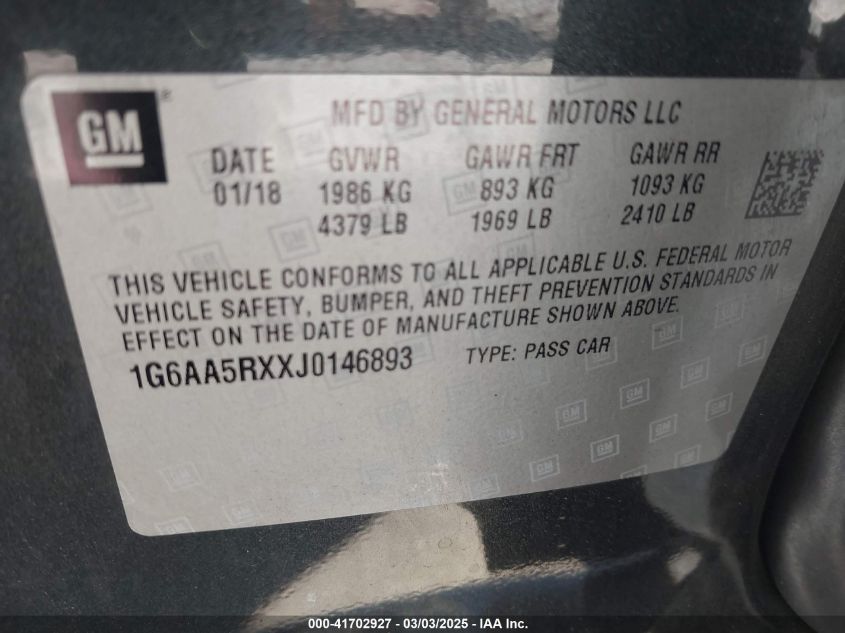 GM ®
MFD BY GENERAL MOTORS LLC
DATE GVWR GAWR FRT GAWR RR
01/18 1986 KG 893 KG 1093 KG
4379 LB 1969 LB 2410 LB
THIS VEHICLE CONFORMS TO ALL APPLICABLE U.S. FEDERAL MOTOR
VEHICLE SAFETY, BUMPER, AND THEFT PREVENTION STANDARDS IN
EFFECT ON THE DATE OF MANUFACTURE SHOWN ABOVE.
1G6AA5RXXJ0146893 TYPE: PASS CAR
000-41702927 - 03/03/2025 - IAA Inc.